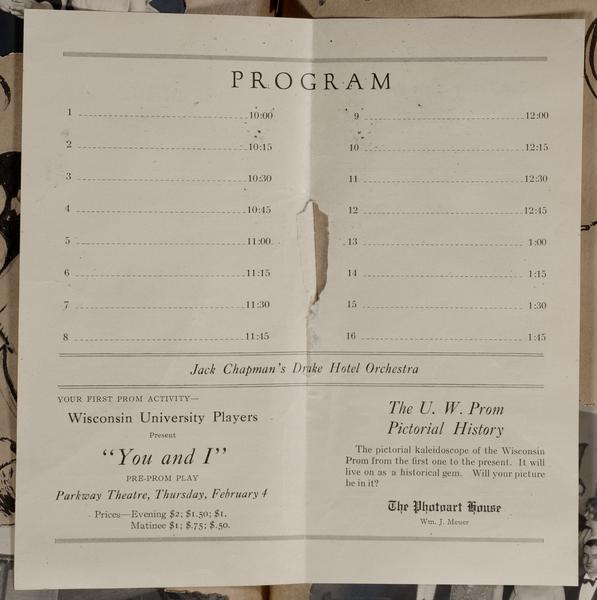 PROGRAM
1 10:00
2 10:15
3 10:30
4 10:45
5 11:00
6 11:15
7 11:30
8 11:45
9 12:00
10 12:15
11 12:30
12 12:45
13 1:00
14 1:15
15 1:30
16 1:45
Jack Chapman's Drake Hotel Orchestra
YOUR FIRST PROM ACTIVITY—
Wisconsin University Players
Present
"You and I"
PRE-PROM PLAY
Parkway Theatre, Thursday, February 4
Prices—Evening $2; $1.50; $1.
Matinee $1; $.75; $.50.
The U. W. Prom
Pictorial History
The pictorial kaleidoscope of the Wisconsin
Prom from the first one to the present. It will
live on as a historical gem. Will your picture
be in it?
The Photoart House
Wm. J. Meuer